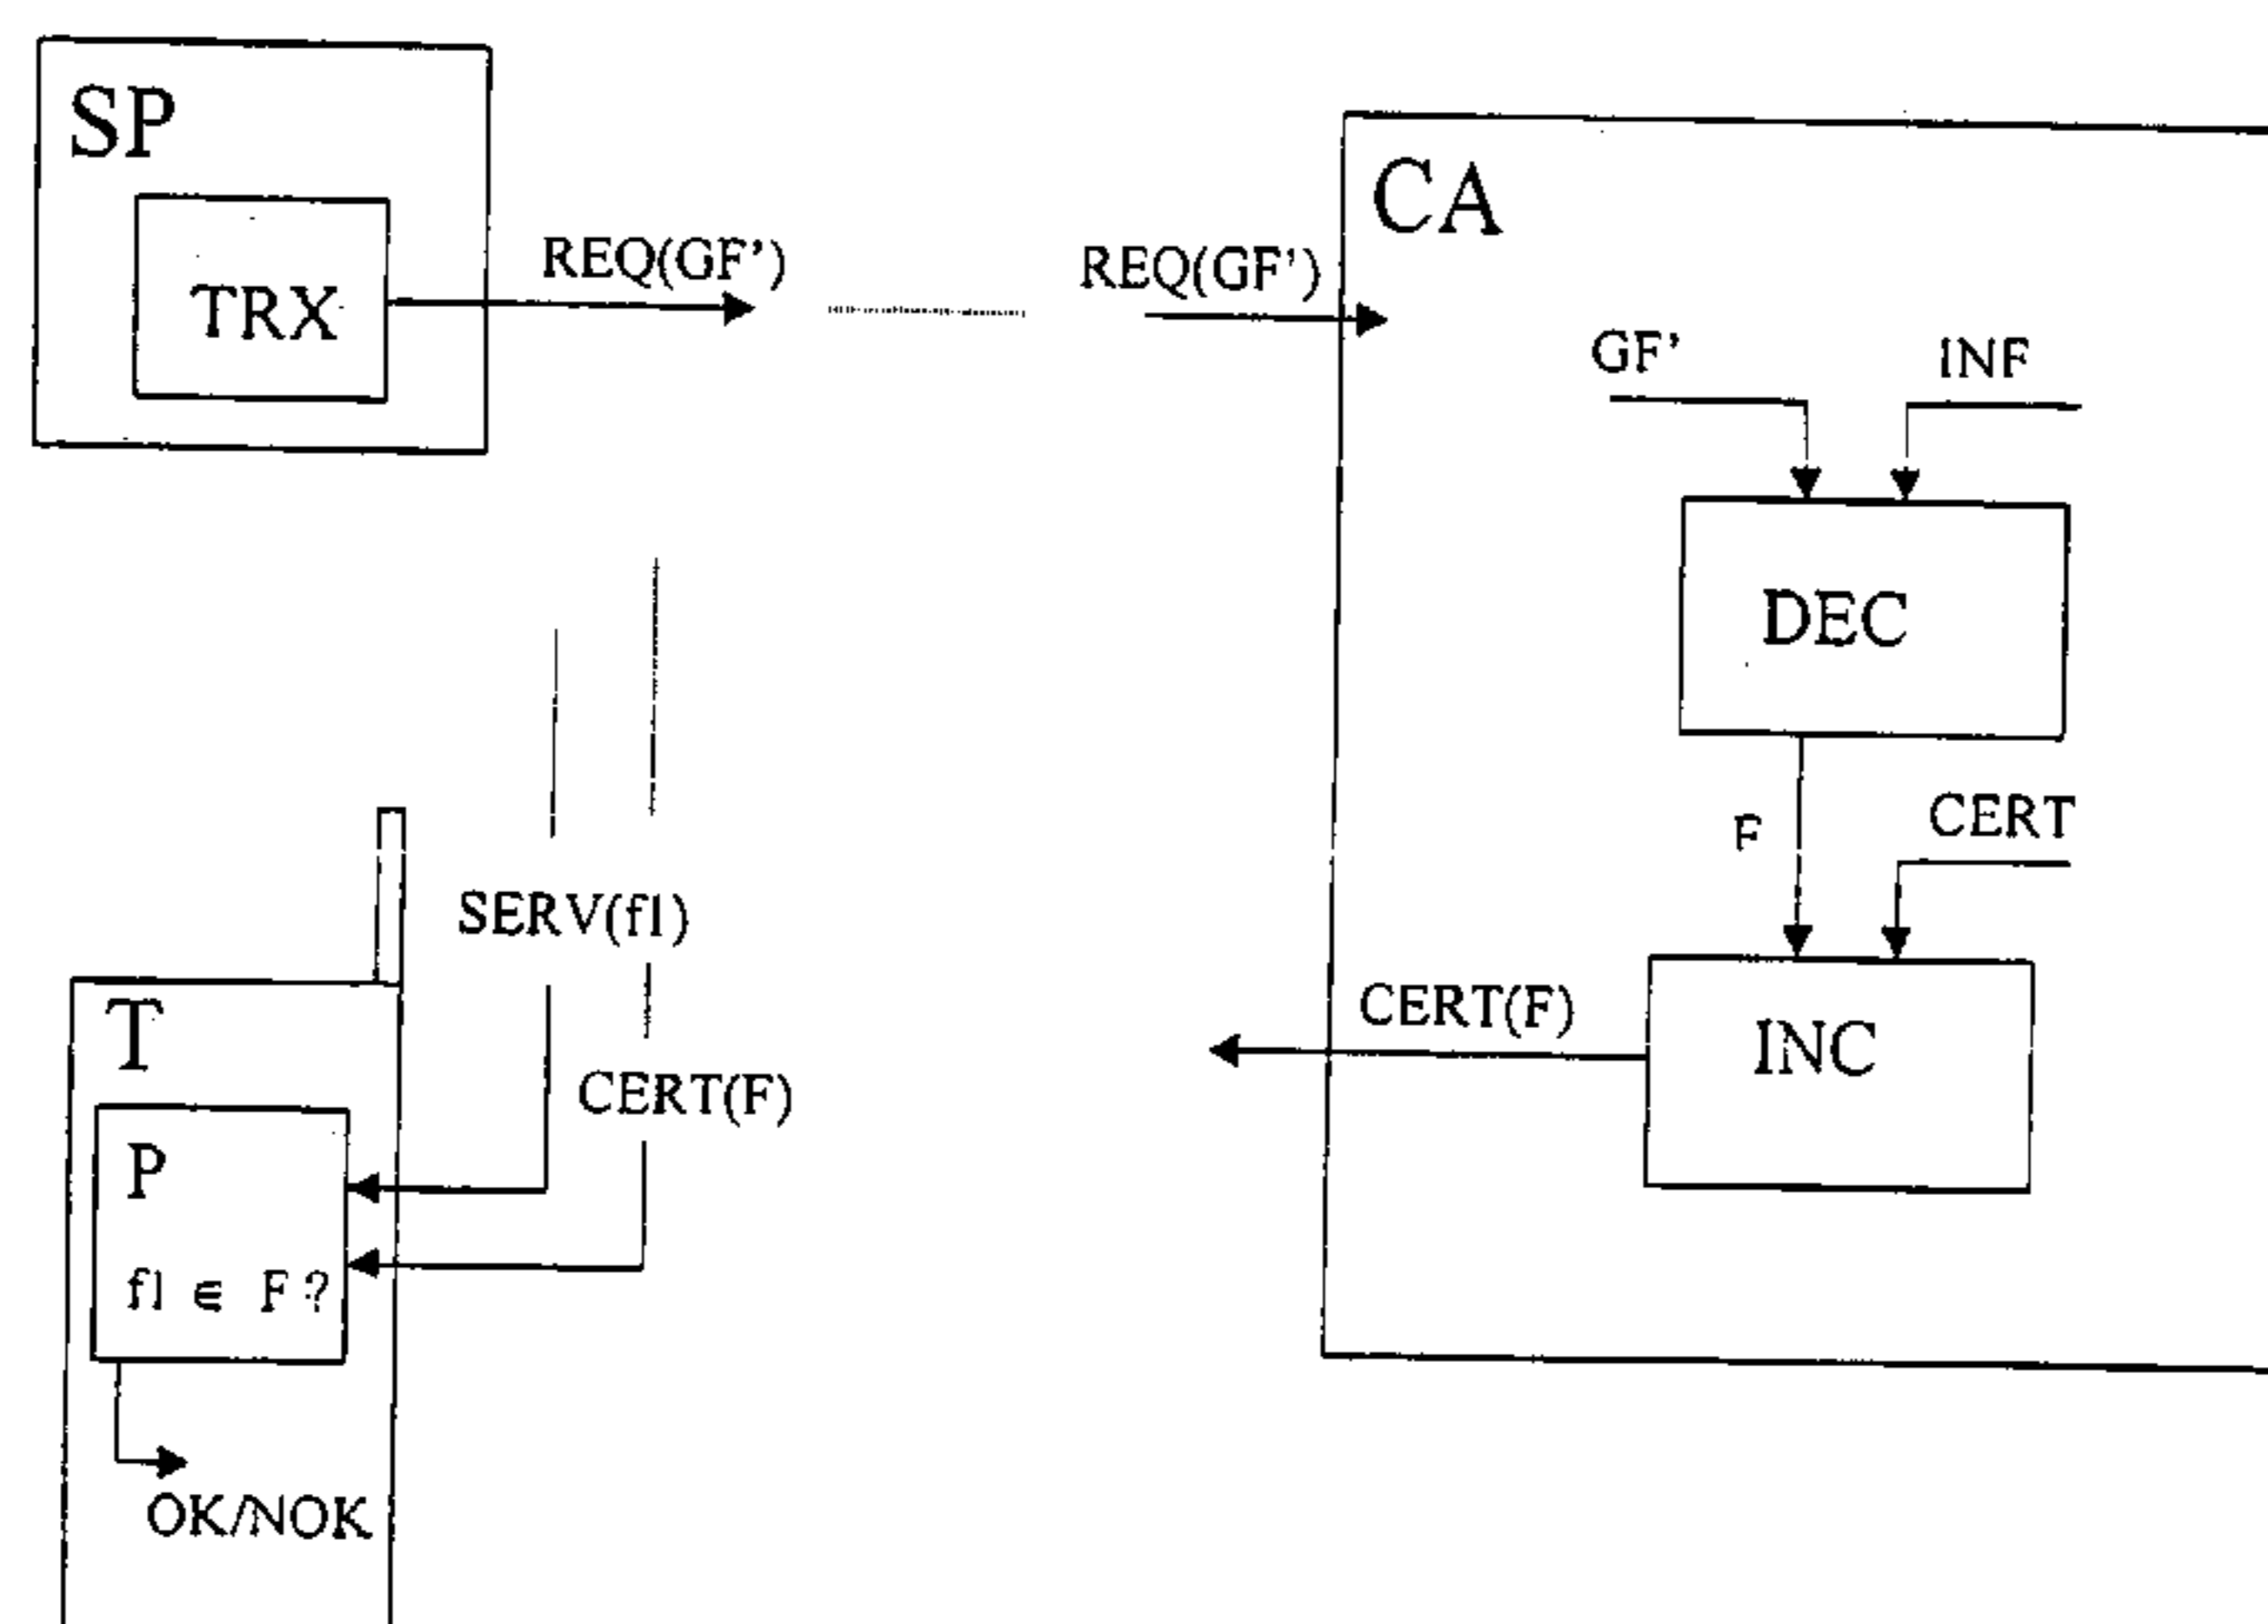 SP
TRX
REQ(GF’)
REQ(GF’)
CA
GF’
INF
DEC
F
CERT
INC
CERT(F)
SERV(f1)
CERT(F)
T
P
f1 ∈ F ?
OK/NOK